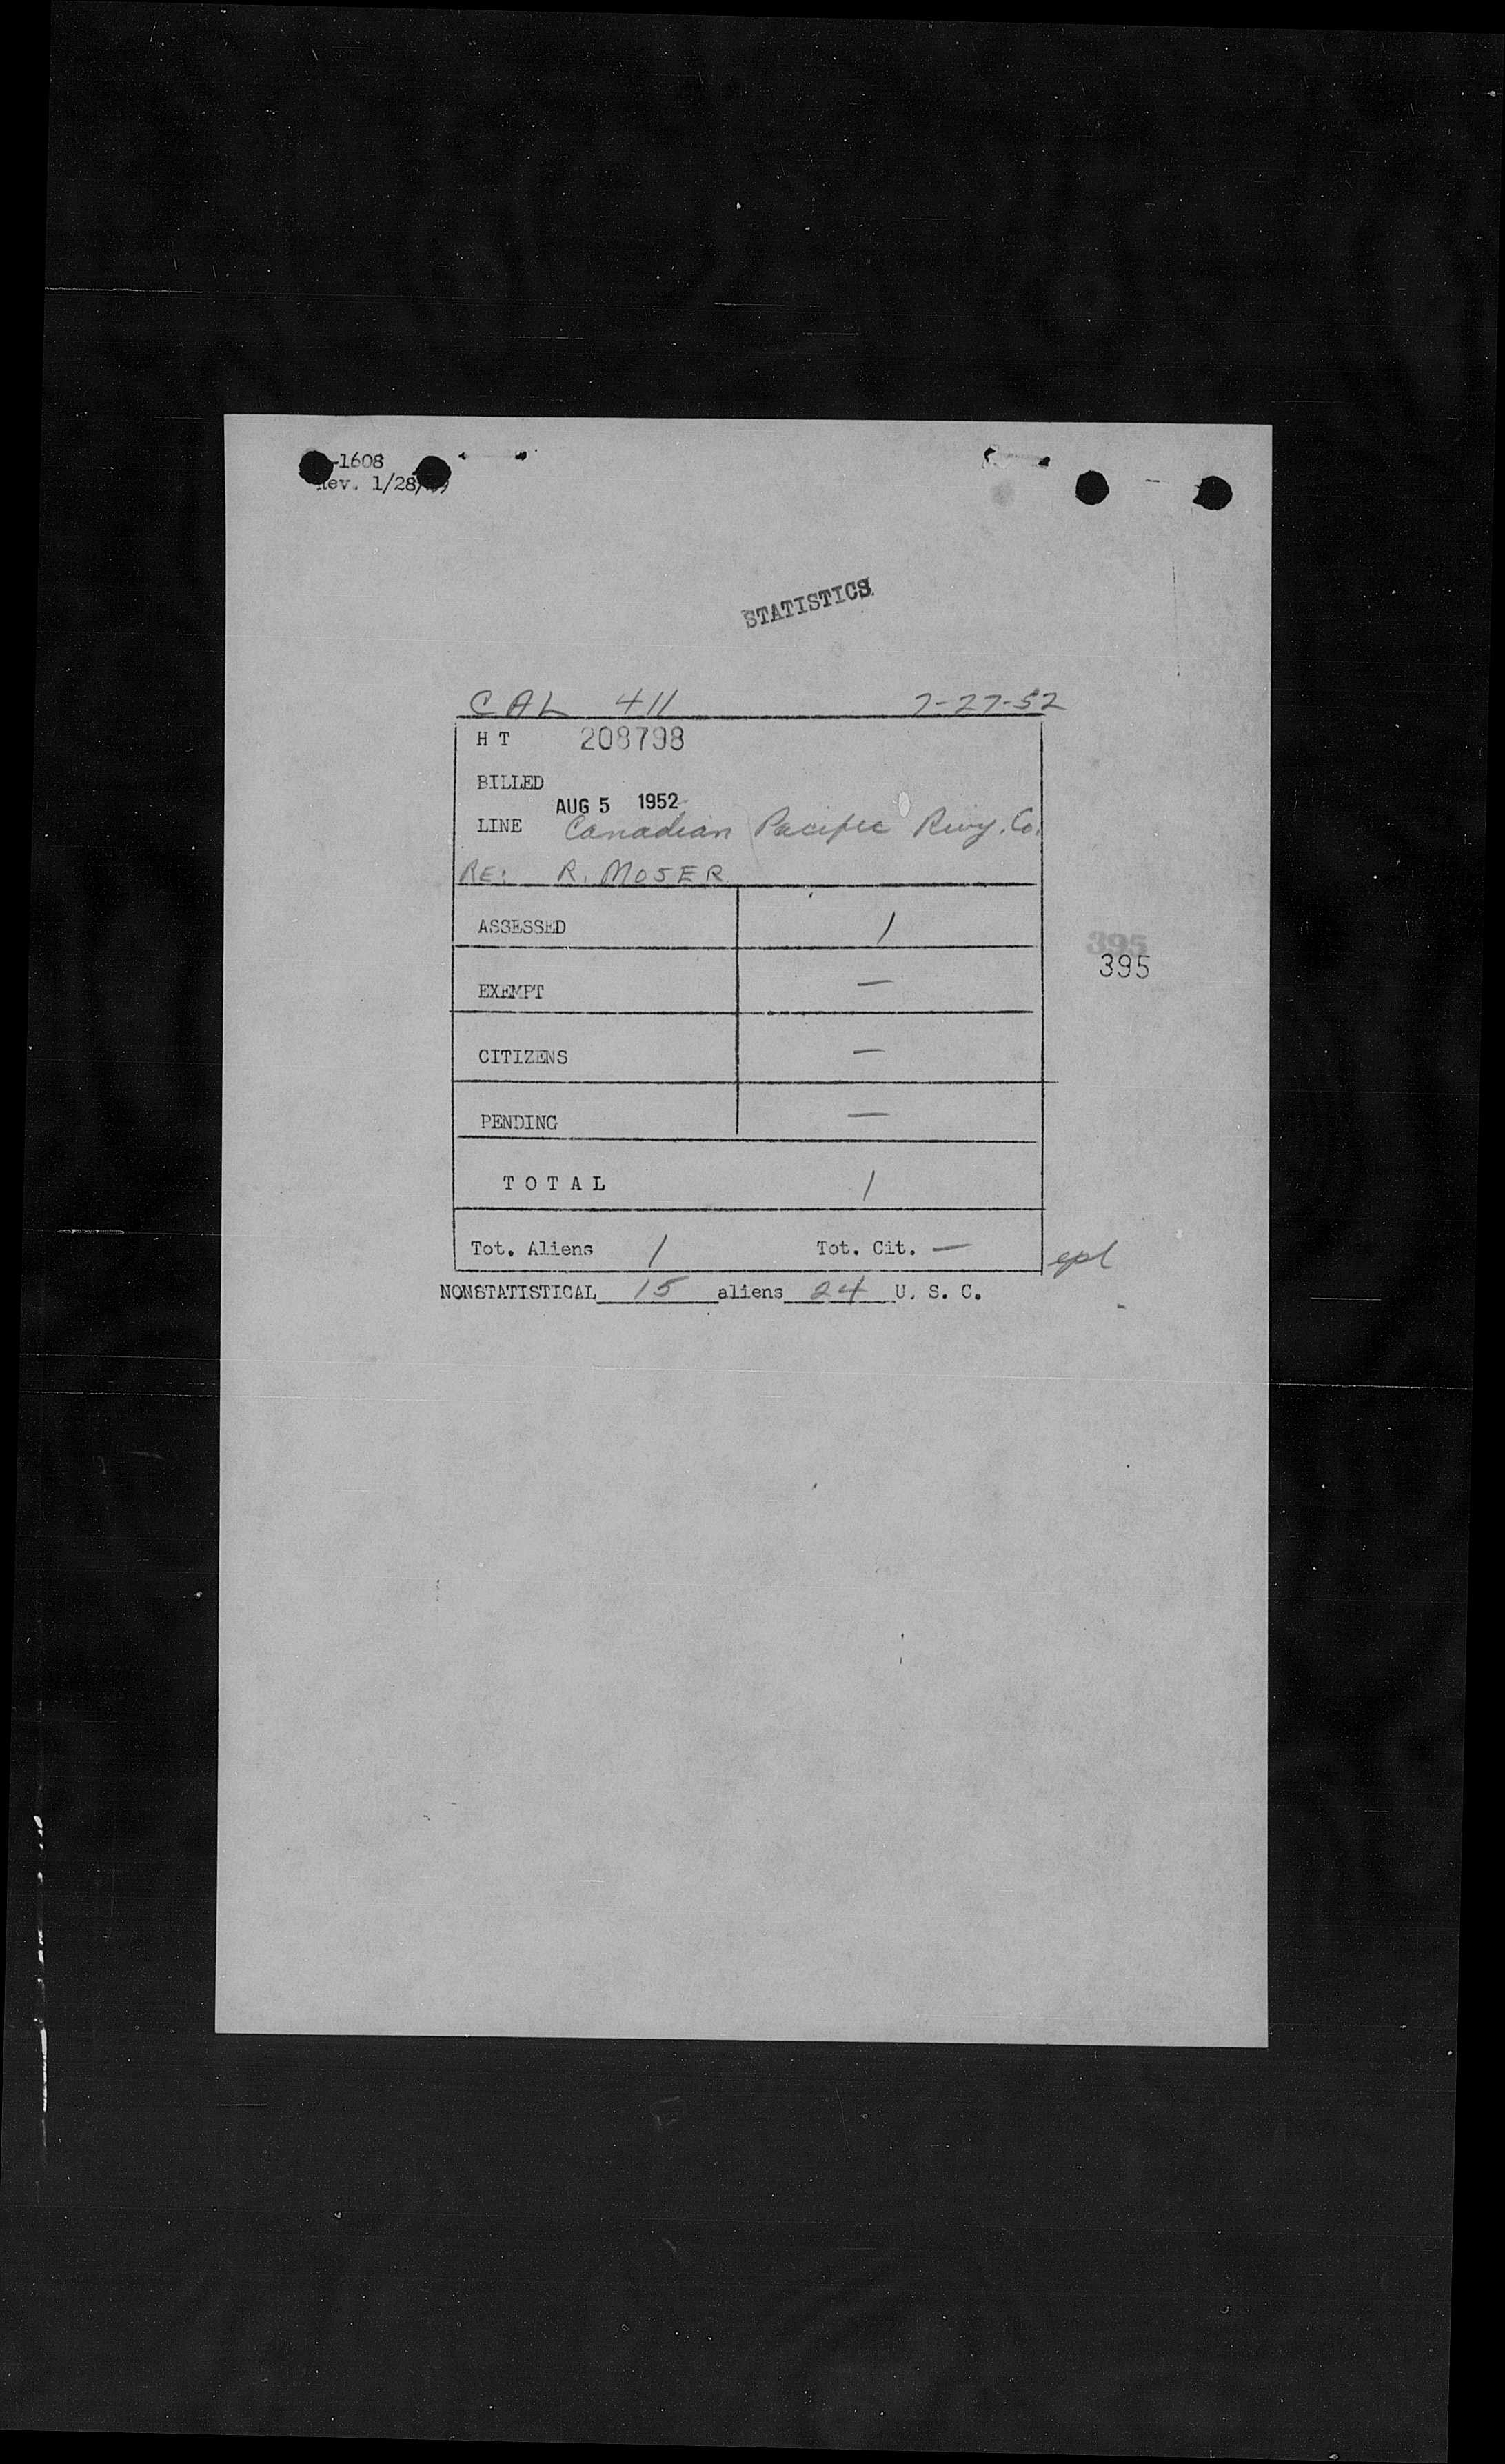 -1608
Rev. 1/28/
STATISTICS
CAL 411 7-27-52
H T 208798
BILLED
AUG 5 1952
LINE Canadian Pacific Rwy. Co.
RE: R. MOSER
ASSESSED 1
395
395
EXEMPT —
CITIZENS —
PENDING —
T O T A L 1
Tot. Aliens 1 Tot. Cit. —
NONSTATISTICAL 15 aliens 24 U. S. C.